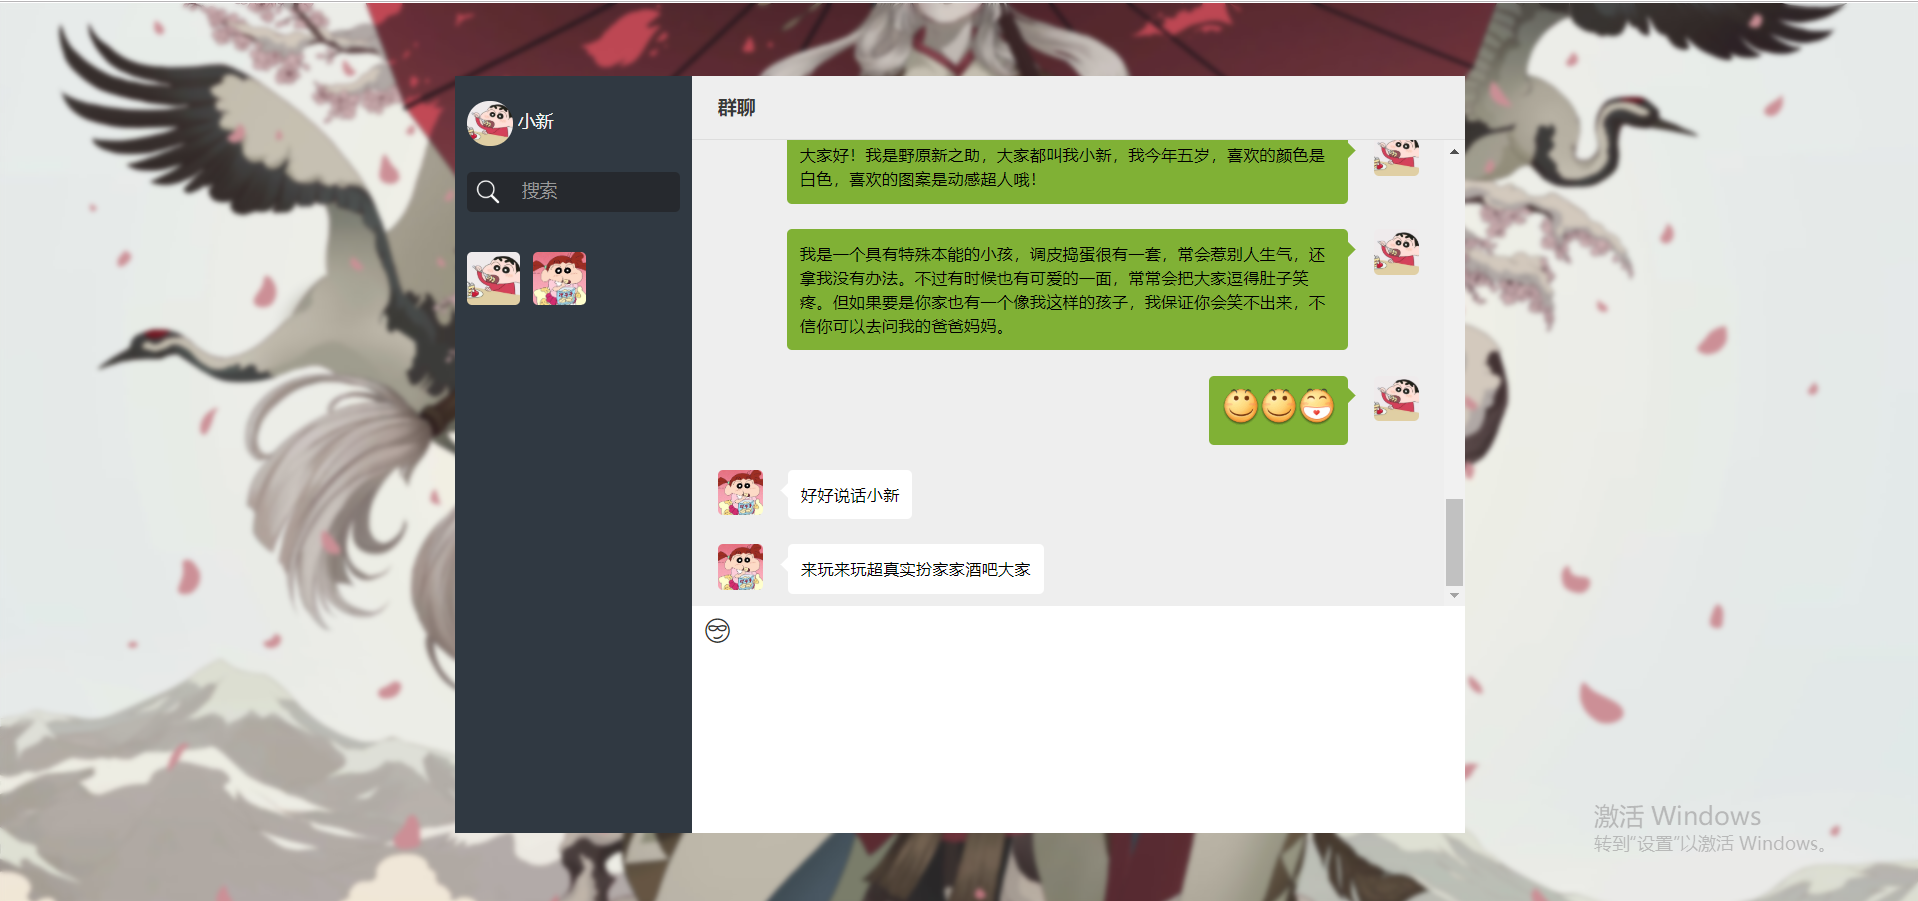 小新
搜索
群聊
大家好！我是野原新之助，大家都叫我小新，我今年五岁，喜欢的颜色是
白色，喜欢的图案是动感超人哦！
我是一个具有特殊本能的小孩，调皮捣蛋很有一套，常会惹别人生气，还
拿我没有办法。不过有时候也有可爱的一面，常常会把大家逗得肚子笑
疼。但如果要是你家也有一个像我这样的孩子，我保证你会笑不出来，不
信你可以去问我的爸爸妈妈。
好好说话小新
来玩来玩超真实扮家家酒吧大家
激活 Windows
转到“设置”以激活 Windows。